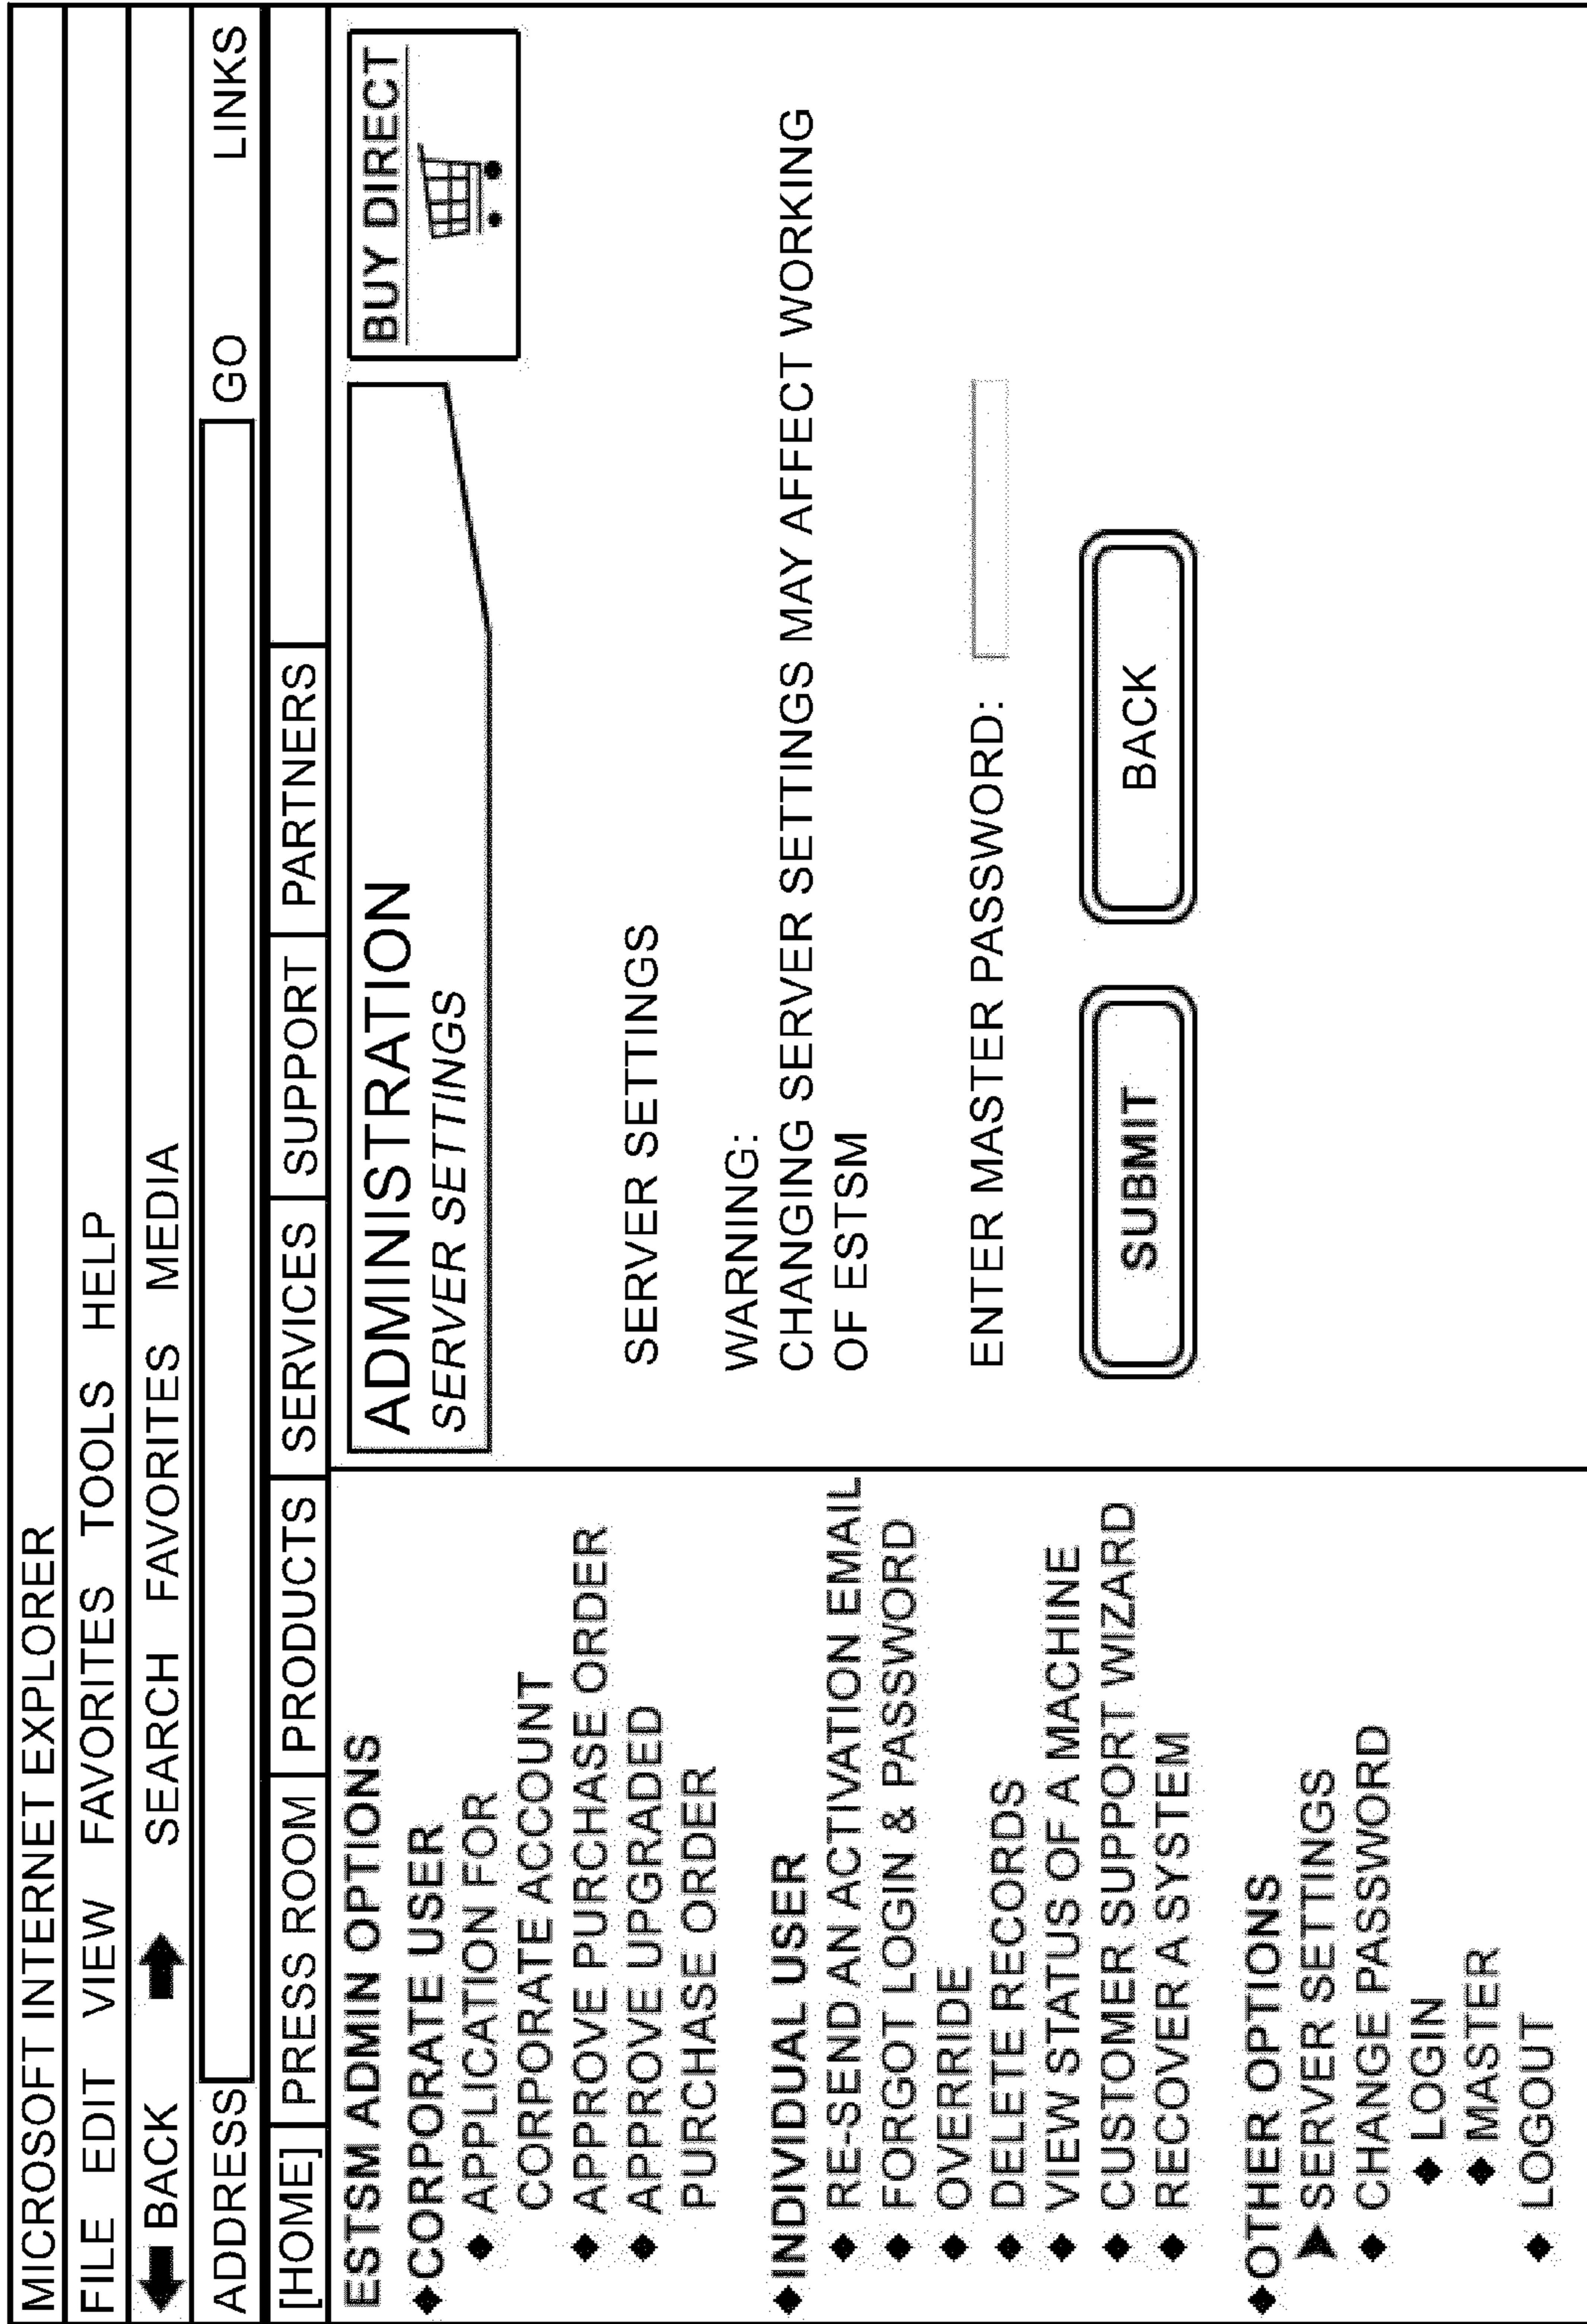 MICROSOFT INTERNET EXPLORER
FILE EDIT VIEW FAVORITES TOOLS HELP
BACK SEARCH FAVORITES MEDIA
ADDRESS GO LINKS
[HOME] PRESS ROOM PRODUCTS SERVICES SUPPORT PARTNERS
ESTSM ADMIN OPTIONS
CORPORATE USER
APPLICATION FOR
CORPORATE ACCOUNT
APPROVE PURCHASE ORDER
APPROVE UPGRADED
PURCHASE ORDER
INDIVIDUAL USER
RE-SEND AN ACTIVATION EMAIL
FORGOT LOGIN & PASSWORD
OVERRIDE
DELETE RECORDS
VIEW STATUS OF A MACHINE
CUSTOMER SUPPORT WIZARD
RECOVER A SYSTEM
OTHER OPTIONS
SERVER SETTINGS
CHANGE PASSWORD
LOGIN
MASTER
LOGOUT
ADMINISTRATION
SERVER SETTINGS
BUY DIRECT
SERVER SETTINGS
WARNING:
CHANGING SERVER SETTINGS MAY AFFECT WORKING
OF ESTSM
ENTER MASTER PASSWORD:
SUBMIT BACK